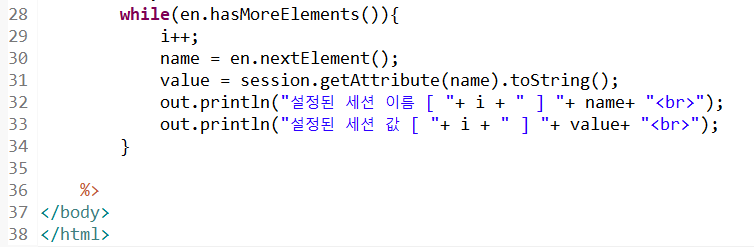 28 while(en.hasMoreElements()){
29 i++;
30 name = en.nextElement();
31 value = session.getAttribute(name).toString();
32 out.println("설정된 세션 이름 [ "+ i + " ] "+ name+ "<br>");
33 out.println("설정된 세션 값 [ "+ i + " ] "+ value+ "<br>");
34 }
35
36 %>
37 </body>
38 </html>